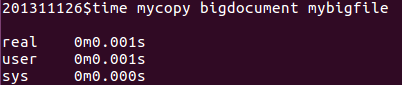 201311126$time mycopy bigdocument mybigfile
real 0m0.001s
user 0m0.001s
sys 0m0.000s